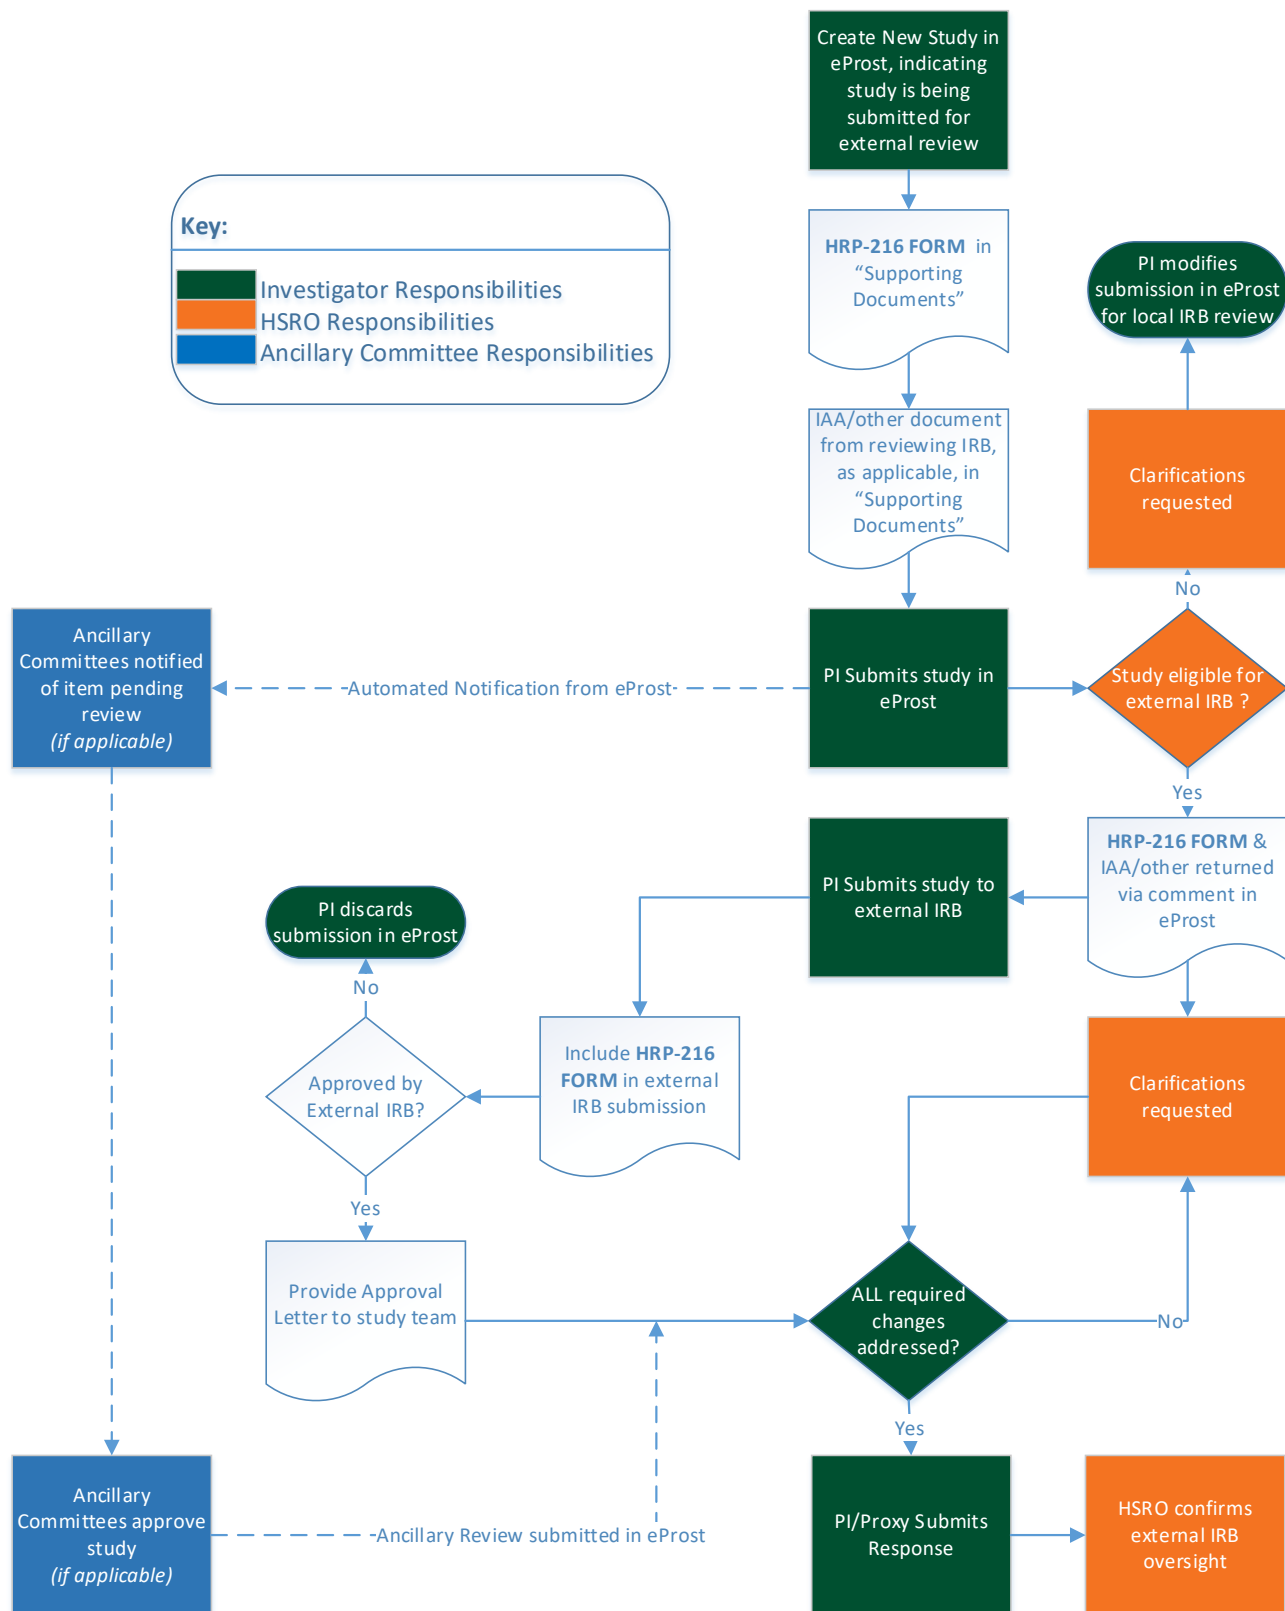 Create New Study in
eProst, indicating
study is being
submitted for
external review
Key:
Investigator Responsibilities
HSRO Responsibilities
Ancillary Committee Responsibilities
HRP-216 FORM in
“Supporting
Documents”
PI modifies
submission in eProst
for local IRB review
IAA/other document
from reviewing IRB,
as applicable, in
“Supporting
Documents”
Clarifications
requested
No
Ancillary
Committees notified
of item pending
review
(if applicable)
Automated Notification from eProst
PI Submits study in
eProst
Study eligible for
external IRB ?
Yes
PI Submits study to
external IRB
HRP-216 FORM &
IAA/other returned
via comment in
eProst
PI discards
submission in eProst
No
Approved by
External IRB?
Include HRP-216
FORM in external
IRB submission
Clarifications
requested
Yes
Provide Approval
Letter to study team
ALL required
changes
addressed?
No
Yes
Ancillary
Committees approve
study
(if applicable)
Ancillary Review submitted in eProst
PI/Proxy Submits
Response
HSRO confirms
external IRB
oversight